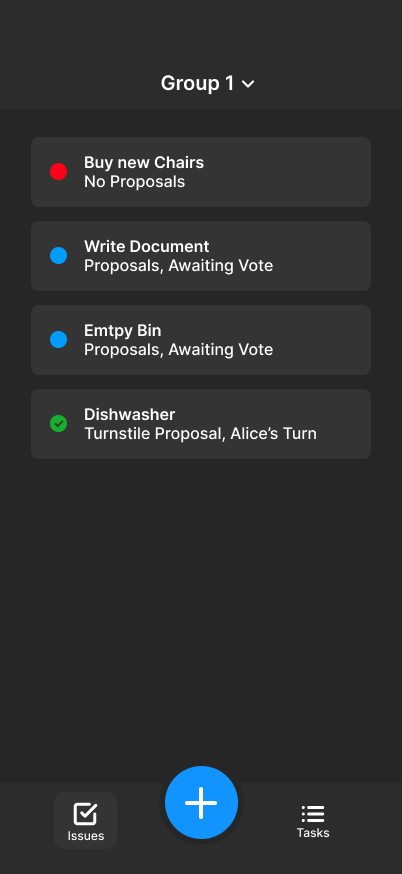 Group 1
Buy new Chairs
No Proposals
Write Document
Proposals, Awaiting Vote
Emtpy Bin
Proposals, Awaiting Vote
Dishwasher
Turnstile Proposal, Alice’s Turn
Issues
Tasks